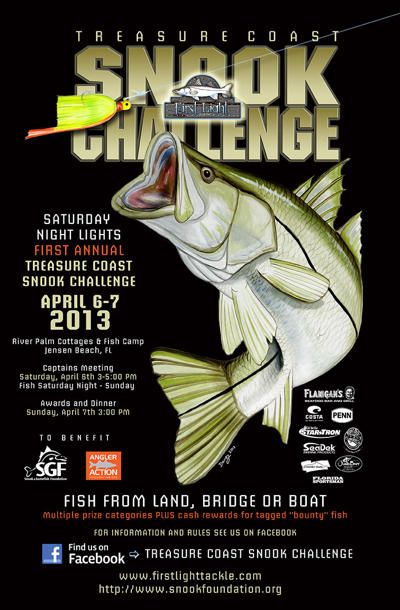 TREASURE COAST
SNOOK
First Light
CHALLENGE
SATURDAY
NIGHT LIGHTS
FIRST ANNUAL
TREASURE COAST
SNOOK CHALLENGE
APRIL 6-7
2013
River Palm Cottages & Fish Camp
Jensen Beach, FL
Captains Meeting
Saturday, April 6th 3-5:00 PM
Fish Saturday Night - Sunday
Awards and Dinner
Sunday, April 7th 3:00 PM
TO BENEFIT
SGF
ANGLER
ACTION
FLANIGAN'S
SEAFOOD BAR AND GRILL
COSTA
PENN
STAR TRON
SeaDek
FLORIDA
SPORTSMAN
FISH FROM LAND, BRIDGE OR BOAT
Multiple prize categories PLUS cash rewards for tagged "bounty" fish
FOR INFORMATION AND RULES SEE US ON FACEBOOK
f Find us on
Facebook
TREASURE COAST SNOOK CHALLENGE
www.firstlighttackle.com
http://www.snookfoundation.org